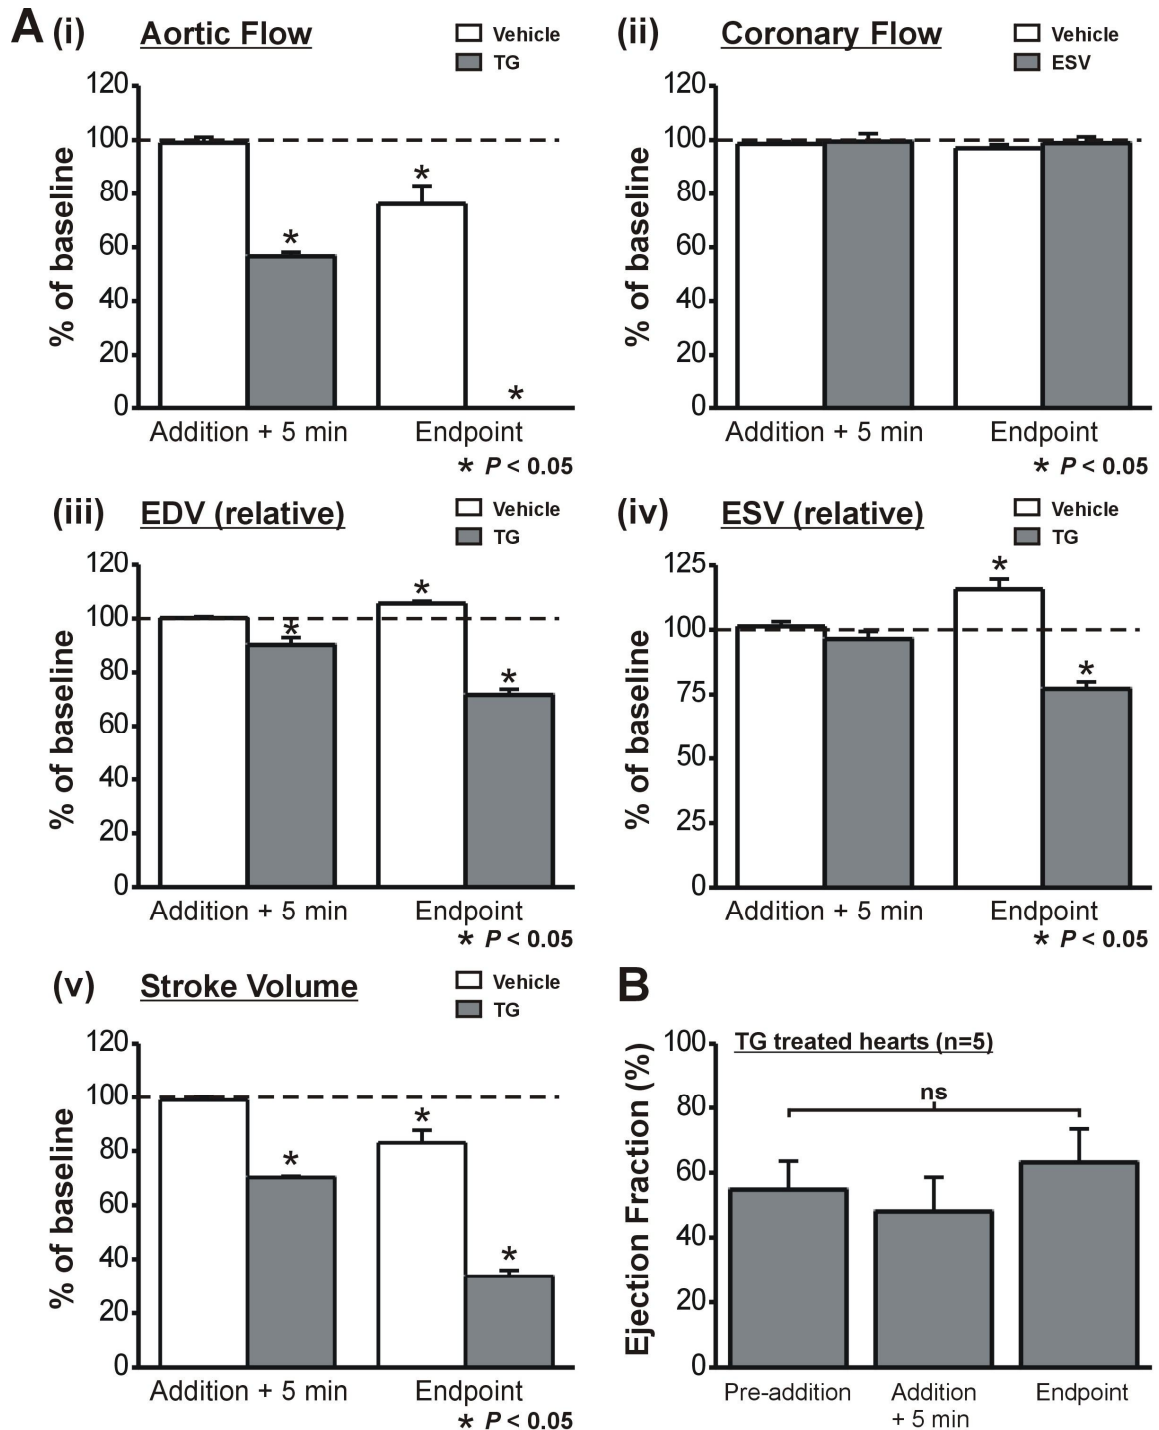 A (i) Aortic Flow
Vehicle
TG
% of baseline
120
100
80
60
40
20
0
*
*
*
Addition + 5 min Endpoint
* P < 0.05
(ii) Coronary Flow
Vehicle
ESV
% of baseline
120
100
80
60
40
20
0
Addition + 5 min Endpoint
* P < 0.05
(iii) EDV (relative)
Vehicle
TG
% of baseline
120
100
80
60
40
20
0
*
*
*
Addition + 5 min Endpoint
* P < 0.05
(iv) ESV (relative)
Vehicle
TG
% of baseline
125
100
75
50
25
0
*
*
Addition + 5 min Endpoint
* P < 0.05
(v) Stroke Volume
Vehicle
TG
% of baseline
120
100
80
60
40
20
0
*
*
*
Addition + 5 min Endpoint
* P < 0.05
B
TG treated hearts (n=5)
Ejection Fraction (%)
100
80
60
40
20
0
ns
Pre-addition Addition Endpoint
+ 5 min